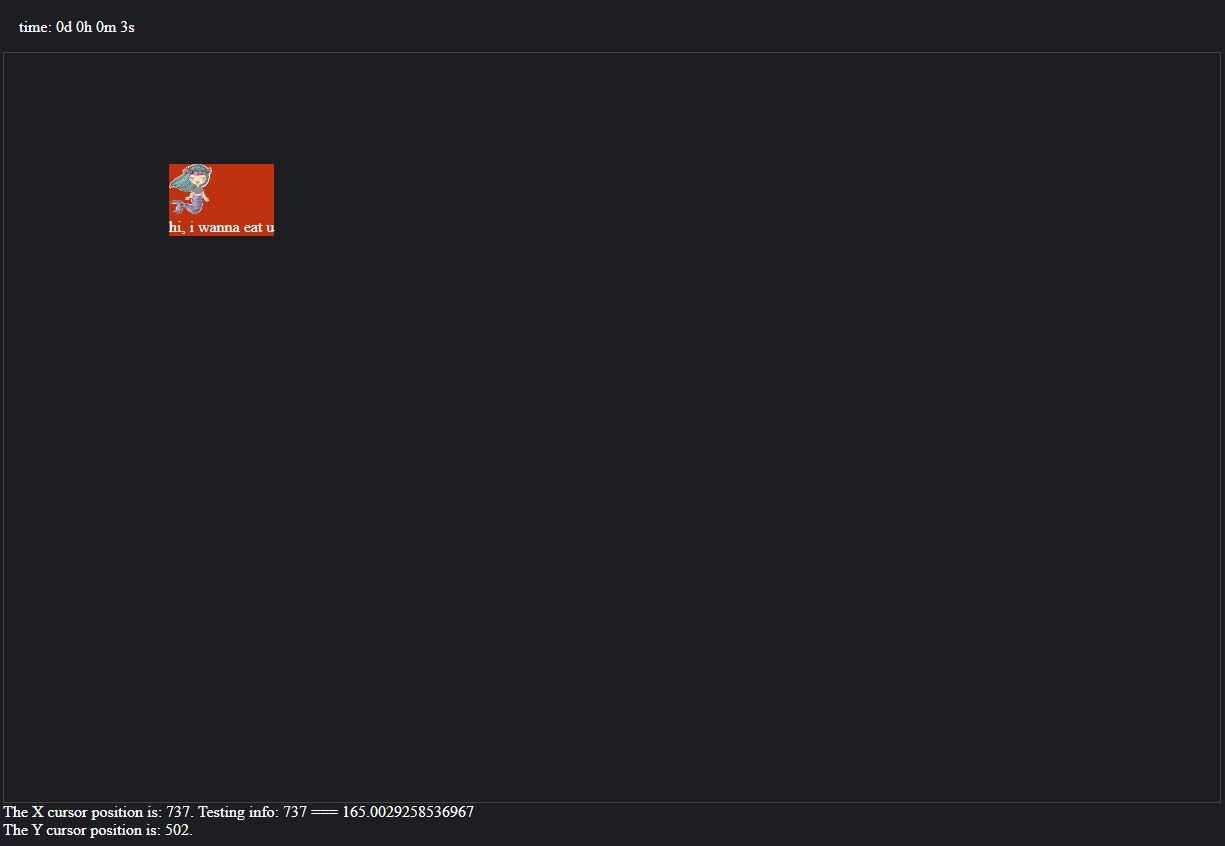 time: 0d 0h 0m 3s
hi, i wanna eat u
The X cursor position is: 737. Testing info: 737 === 165.0029258536967
The Y cursor position is: 502.